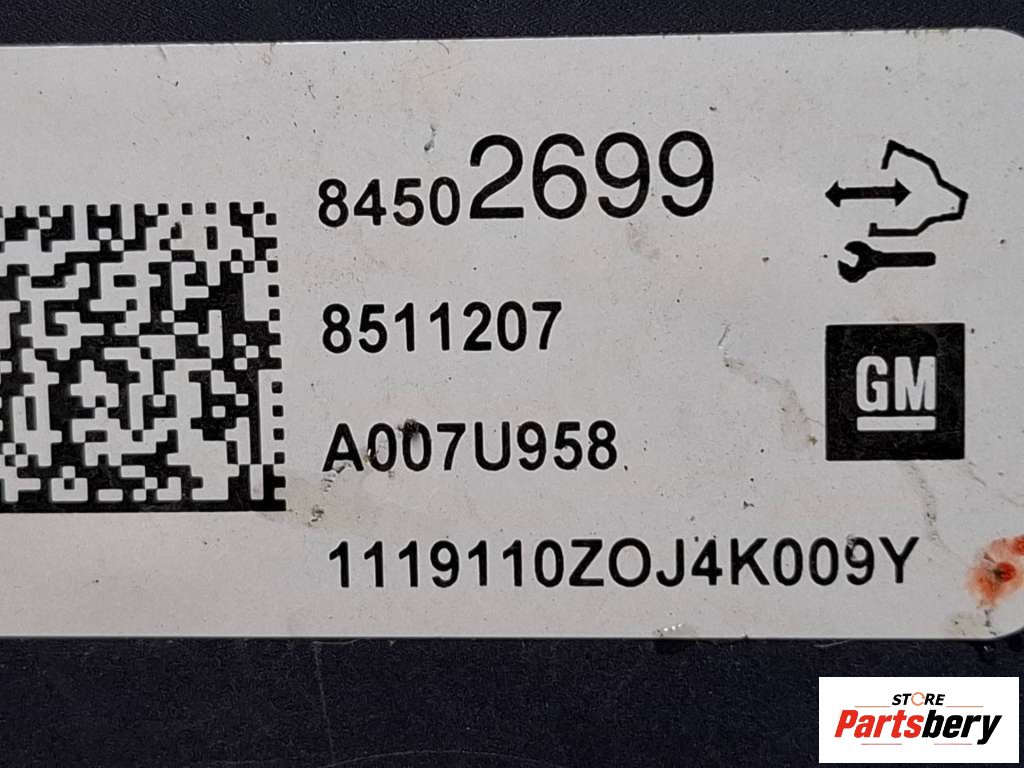 84502699
8511207
GM
A007U958
1119110ZOJ4K009Y
STORE
Partsbery